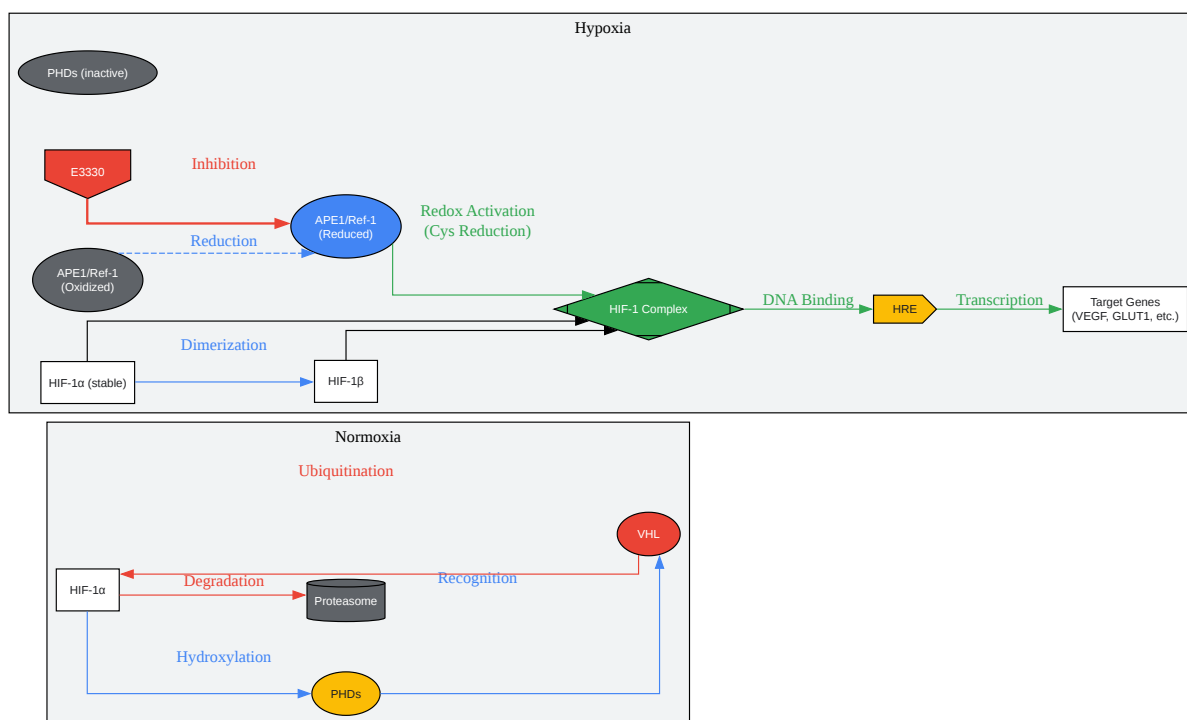 Hypoxia
PHDs (inactive)
E3330
Inhibition
APE1/Ref-1
(Reduced)
Redox Activation
(Cys Reduction)
Reduction
APE1/Ref-1
(Oxidized)
HIF-1 Complex
DNA Binding
HRE
Transcription
Target Genes
(VEGF, GLUT1, etc.)
Dimerization
HIF-1α (stable)
HIF-1β
Normoxia
Ubiquitination
VHL
HIF-1α
Degradation
Recognition
Proteasome
Hydroxylation
PHDs